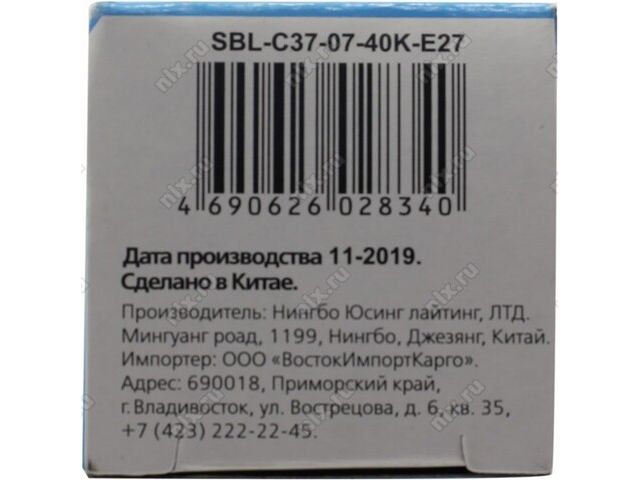 SBL-C37-07-40K-E27
4 690626 028340
Дата производства 11-2019.
Сделано в Китае.
Производитель: Нингбо Юсинг лайтинг, ЛТД.
Мингуанг роад, 1199, Нингбо, Джезянг, Китай.
Импортер: ООО «ВостокИмпортКарго».
Адрес: 690018, Приморский край,
г. Владивосток, ул. Вострецова, д. 6, кв. 35,
+7 (423) 222-22-45.
nix.ru